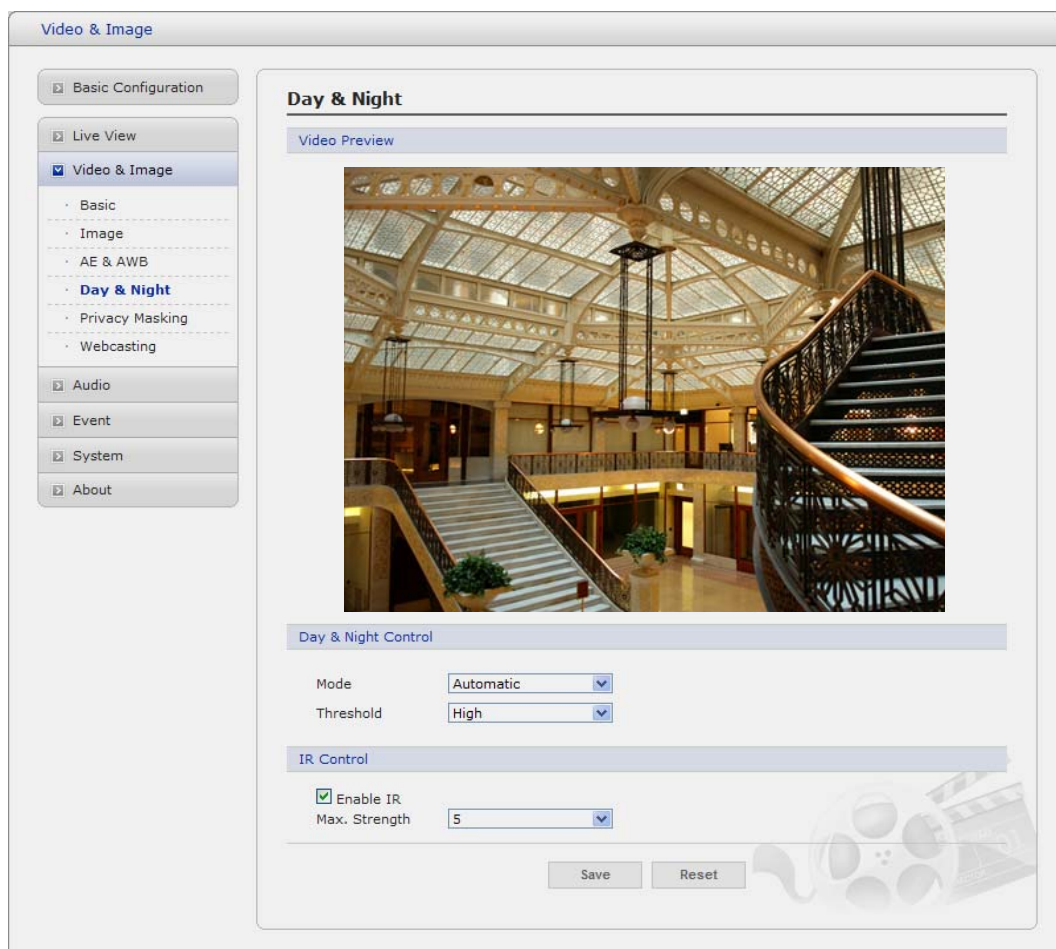 Video & Image
Basic Configuration
Live View
Video & Image
Basic
Image
AE & AWB
Day & Night
Privacy Masking
Webcasting
Audio
Event
System
About
Day & Night
Video Preview
Day & Night Control
Mode Automatic
Threshold High
IR Control
Enable IR
Max. Strength 5
Save Reset